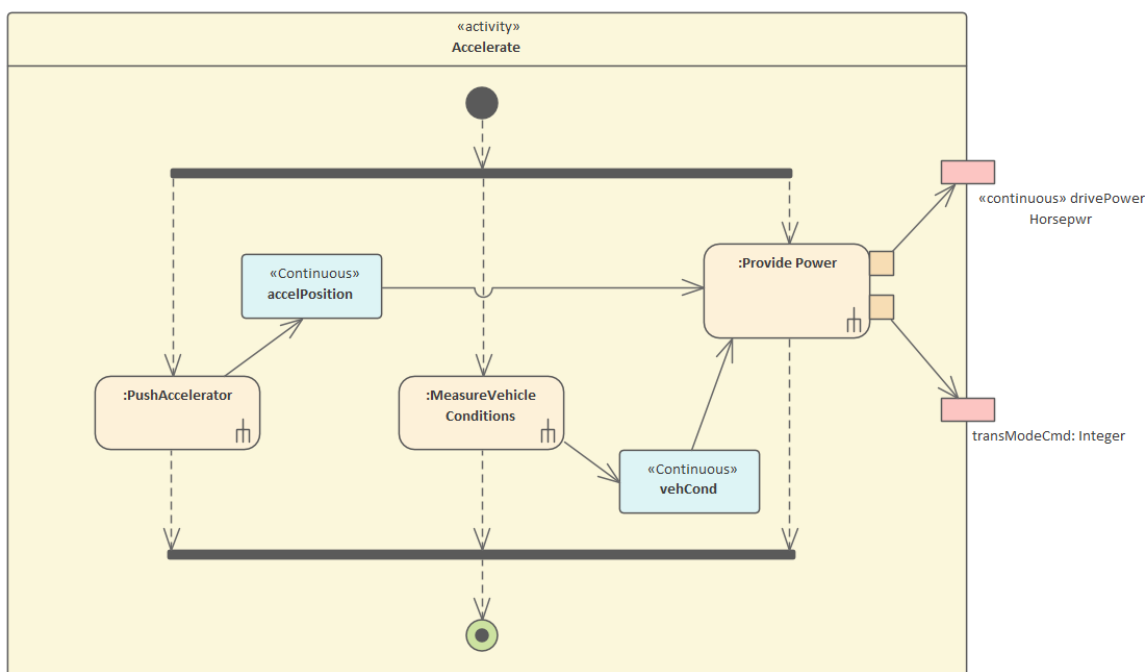 «activity»
Accelerate
«continuous» drivePower
Horsepwr
:Provide Power
«Continuous»
accelPosition
:PushAccelerator
:MeasureVehicle
Conditions
transModeCmd: Integer
«Continuous»
vehCond